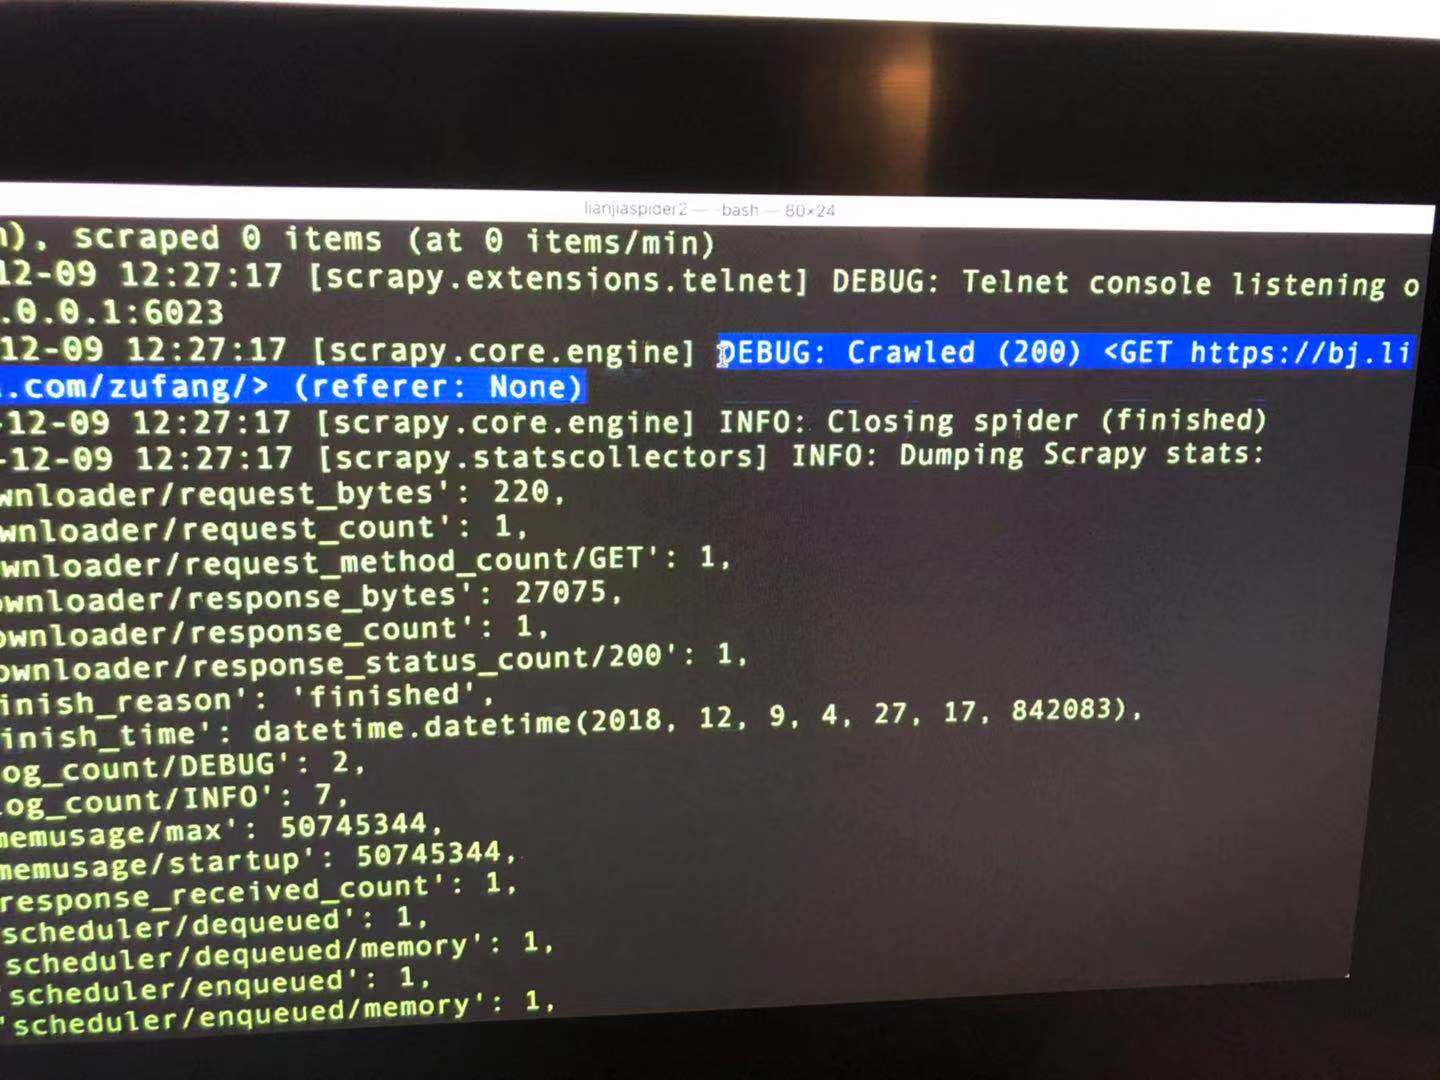 lianjiaspider2 — -bash — 80×24
), scraped 0 items (at 0 items/min)
12-09 12:27:17 [scrapy.extensions.telnet] DEBUG: Telnet console listening o
.0.0.1:6023
12-09 12:27:17 [scrapy.core.engine] DEBUG: Crawled (200) <GET https://bj.li
.com/zufang/> (referer: None)
-12-09 12:27:17 [scrapy.core.engine] INFO: Closing spider (finished)
-12-09 12:27:17 [scrapy.statscollectors] INFO: Dumping Scrapy stats:
wnloader/request_bytes': 220,
wnloader/request_count': 1,
wnloader/request_method_count/GET': 1,
ownloader/response_bytes': 27075,
ownloader/response_count': 1,
ownloader/response_status_count/200': 1,
inish_reason': 'finished',
inish_time': datetime.datetime(2018, 12, 9, 4, 27, 17, 842083),
og_count/DEBUG': 2,
log_count/INFO': 7,
memusage/max': 50745344,
memusage/startup': 50745344,
response_received_count': 1,
scheduler/dequeued': 1,
scheduler/dequeued/memory': 1,
'scheduler/enqueued': 1,
'scheduler/enqueued/memory': 1,